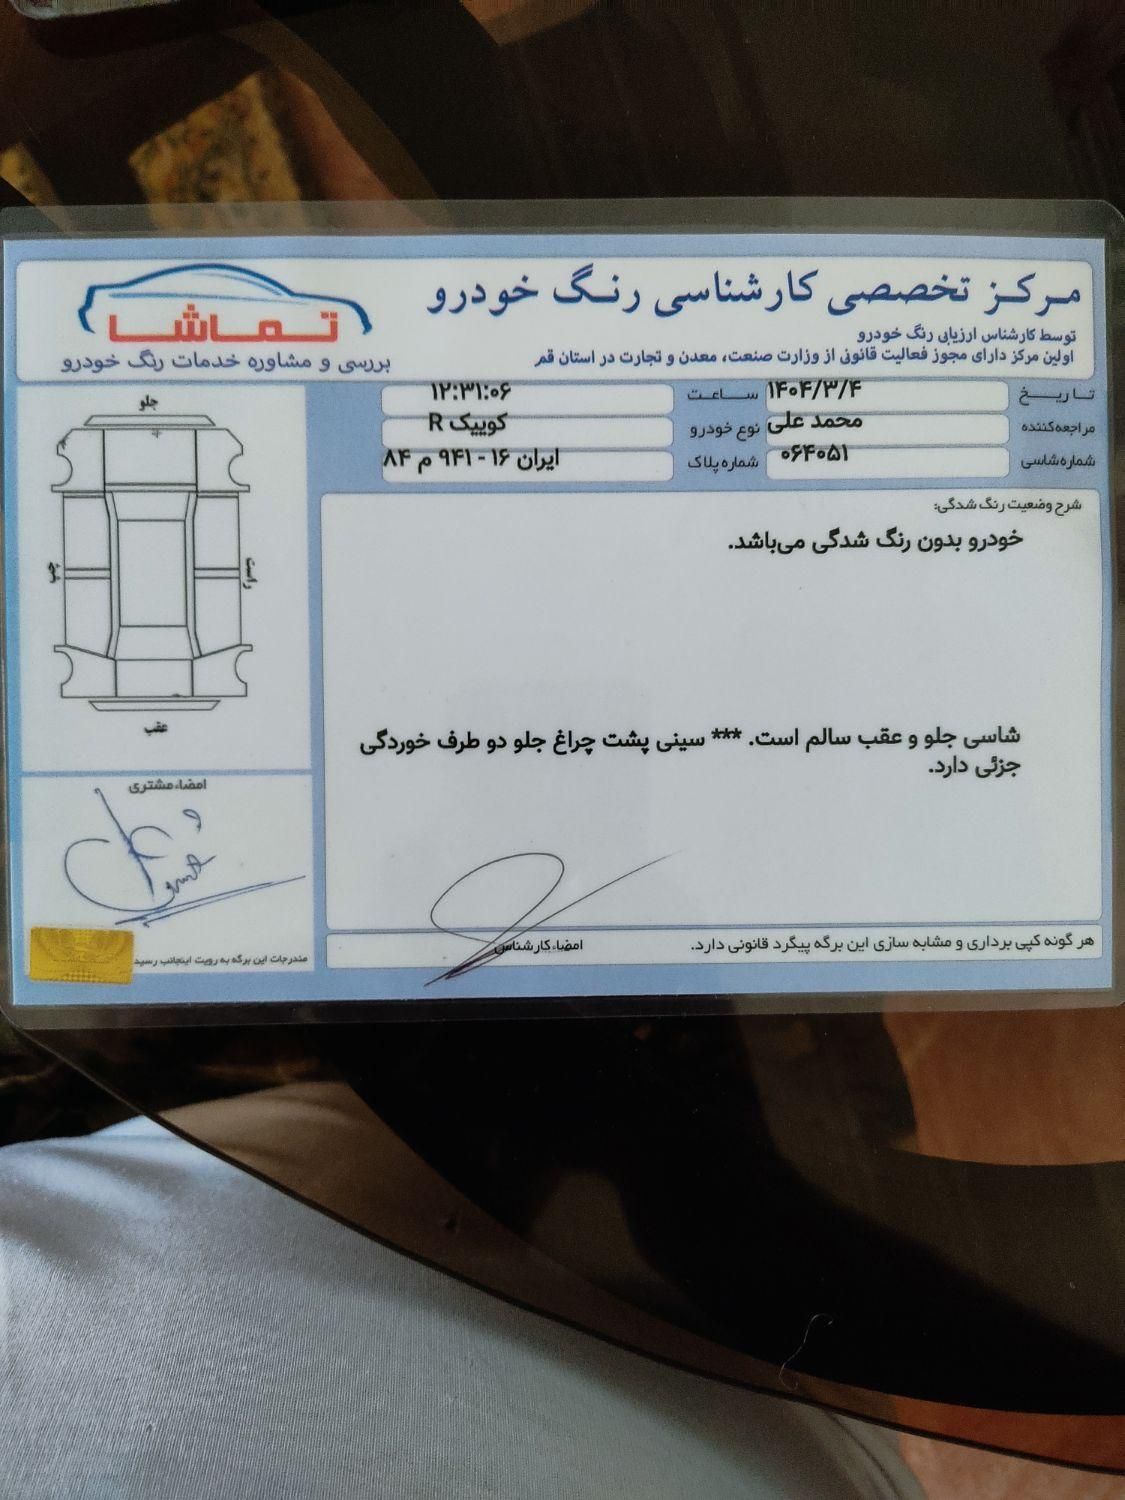 مرکز تخصصی کارشناسی رنگ خودرو
توسط کارشناس ارزیابی رنگ خودرو
اولین مرکز دارای مجوز فعالیت قانونی از وزارت صنعت، معدن و تجارت در استان قم
تماشا
بررسی و مشاوره خدمات رنگ خودرو
تاریخ ۱۴۰۴/۳/۴ ساعت ۱۲:۳۱:۰۶
مراجعه‌کننده محمد علی نوع خودرو کوییک R
شماره شاسی ۰۶۴۰۵۱ شماره پلاک ایران ۱۶ - ۹۴۱ م ۸۴
شرح وضعیت رنگ شدگی:
خودرو بدون رنگ شدگی می‌باشد.
شاسی جلو و عقب سالم است. *** سینی پشت چراغ جلو دو طرف خوردگی
جزئی دارد.
جلو
راست
چپ
عقب
امضاء مشتری
مندرجات این برگه به رویت اینجانب رسید
هر گونه کپی برداری و مشابه سازی این برگه پیگرد قانونی دارد.
امضاء کارشناس